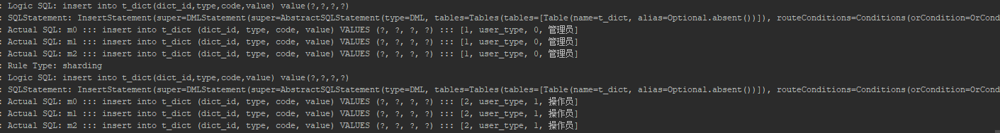 : Logic SQL: insert into t_dict(dict_id,type,code,value) value(?,?,?,?)
: SQLStatement: InsertStatement(super=DMLStatement(super=AbstractSQLStatement(type=DML, tables=Tables(tables=[Table(name=t_dict, alias=Optional.absent())]), routeConditions=Conditions(orCondition=OrCond
: Actual SQL: m0 ::: insert into t_dict (dict_id, type, code, value) VALUES (?, ?, ?, ?) ::: [1, user_type, 0, 管理员]
: Actual SQL: m1 ::: insert into t_dict (dict_id, type, code, value) VALUES (?, ?, ?, ?) ::: [1, user_type, 0, 管理员]
: Actual SQL: m2 ::: insert into t_dict (dict_id, type, code, value) VALUES (?, ?, ?, ?) ::: [1, user_type, 0, 管理员]
: Rule Type: sharding
: Logic SQL: insert into t_dict(dict_id,type,code,value) value(?,?,?,?)
: SQLStatement: InsertStatement(super=DMLStatement(super=AbstractSQLStatement(type=DML, tables=Tables(tables=[Table(name=t_dict, alias=Optional.absent())]), routeConditions=Conditions(orCondition=OrCond
: Actual SQL: m0 ::: insert into t_dict (dict_id, type, code, value) VALUES (?, ?, ?, ?) ::: [2, user_type, 1, 操作员]
: Actual SQL: m1 ::: insert into t_dict (dict_id, type, code, value) VALUES (?, ?, ?, ?) ::: [2, user_type, 1, 操作员]
: Actual SQL: m2 ::: insert into t_dict (dict_id, type, code, value) VALUES (?, ?, ?, ?) ::: [2, user_type, 1, 操作员]